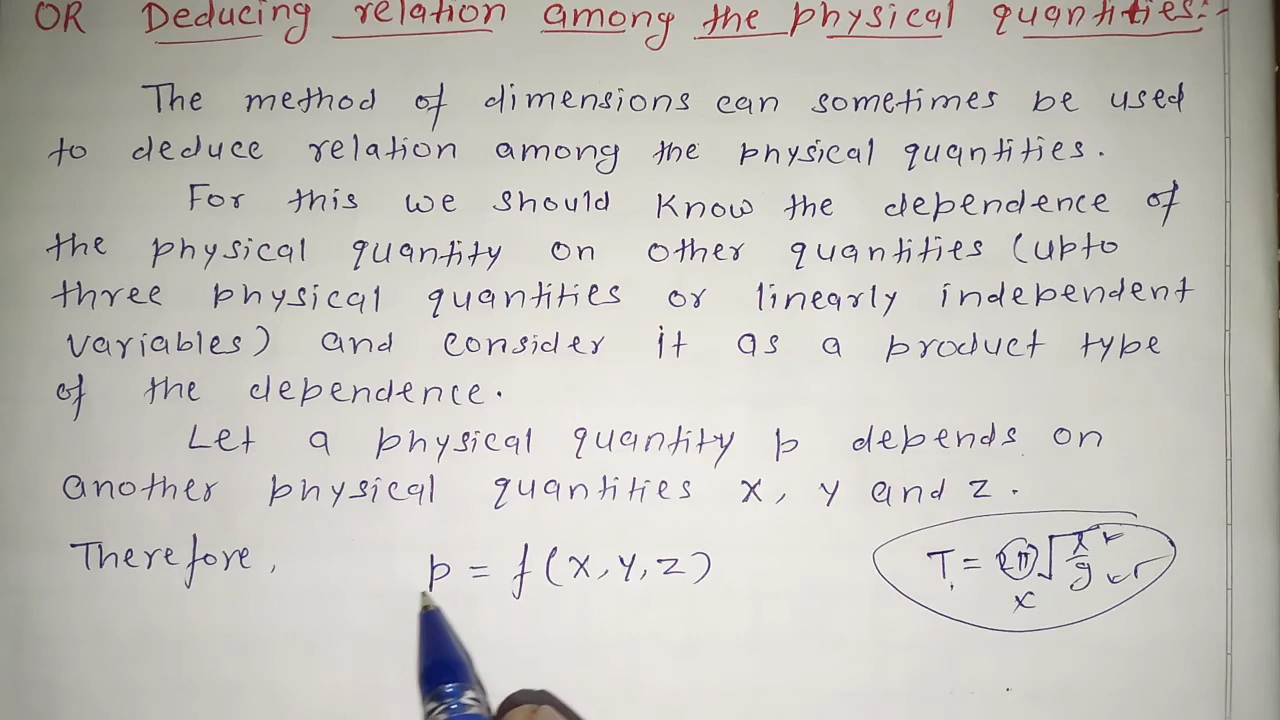 OR Deducing relation among the physical quantities:-
The method of dimensions can sometimes be used
to deduce relation among the physical quantities.
For this we should know the dependence of
the physical quantity on other quantities (upto
three physical quantities or linearly independent
variables) and consider it as a product type
of the dependence.
Let a physical quantity p depends on
another physical quantities x, y and z.
Therefore, p = f(x,y,z)
T = 2π√l/g
x